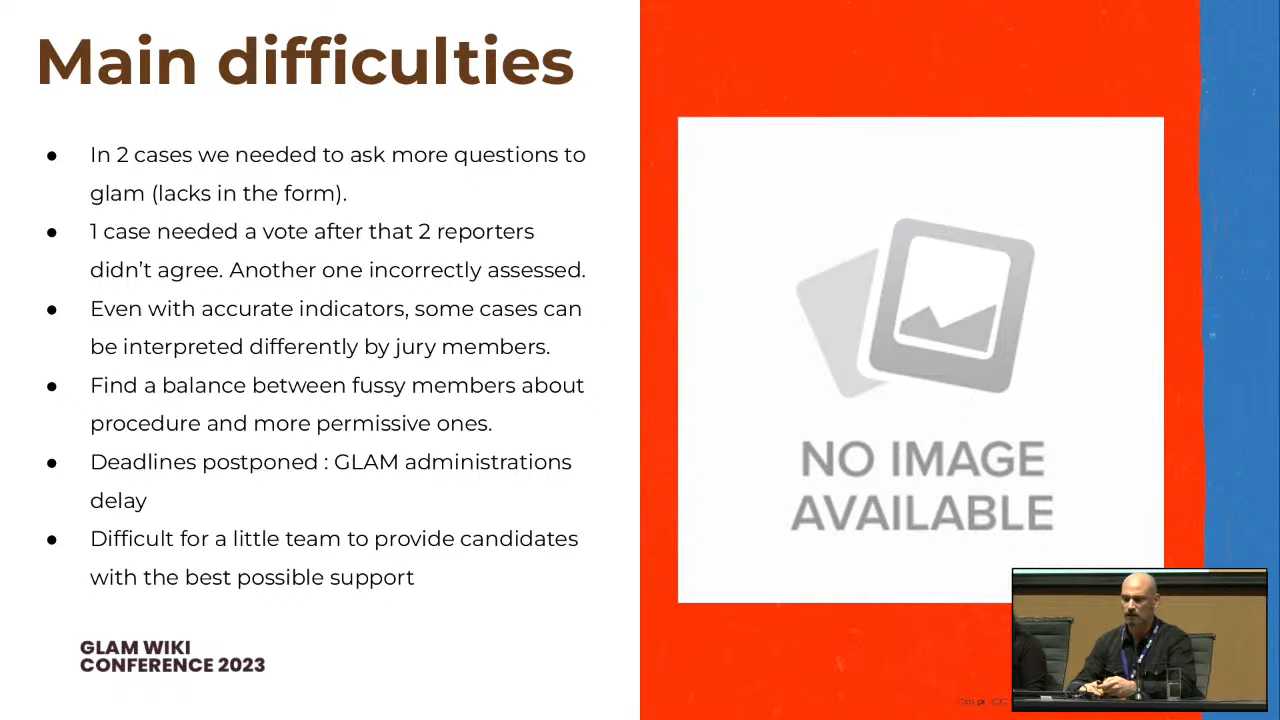 Main difficulties
● In 2 cases we needed to ask more questions to
glam (lacks in the form).
● 1 case needed a vote after that 2 reporters
didn’t agree. Another one incorrectly assessed.
● Even with accurate indicators, some cases can
be interpreted differently by jury members.
● Find a balance between fussy members about
procedure and more permissive ones.
● Deadlines postponed : GLAM administrations
delay
● Difficult for a little team to provide candidates
with the best possible support
GLAM WIKI
CONFERENCE 2023
NO IMAGE
AVAILABLE